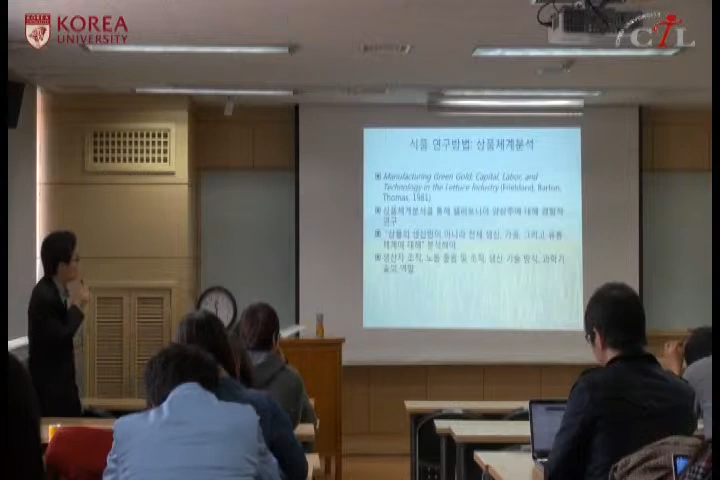 KOREA
UNIVERSITY
CTL
식품 연구방법: 상품체계분석
Manufacturing Green Gold: Capital, Labor, and
Technology in the Lettuce Industry (Friedland, Barton,
Thomas, 1981)
상품체계분석을 통해 캘리포니아 양상추에 대해 경험적
연구
"상품의 생산만이 아니라 전체 생산, 가공, 그리고 유통
체계에 대해" 분석해야
생산자 조직, 노동 충원 및 조직, 생산 기술 방식, 과학기
술의 역할